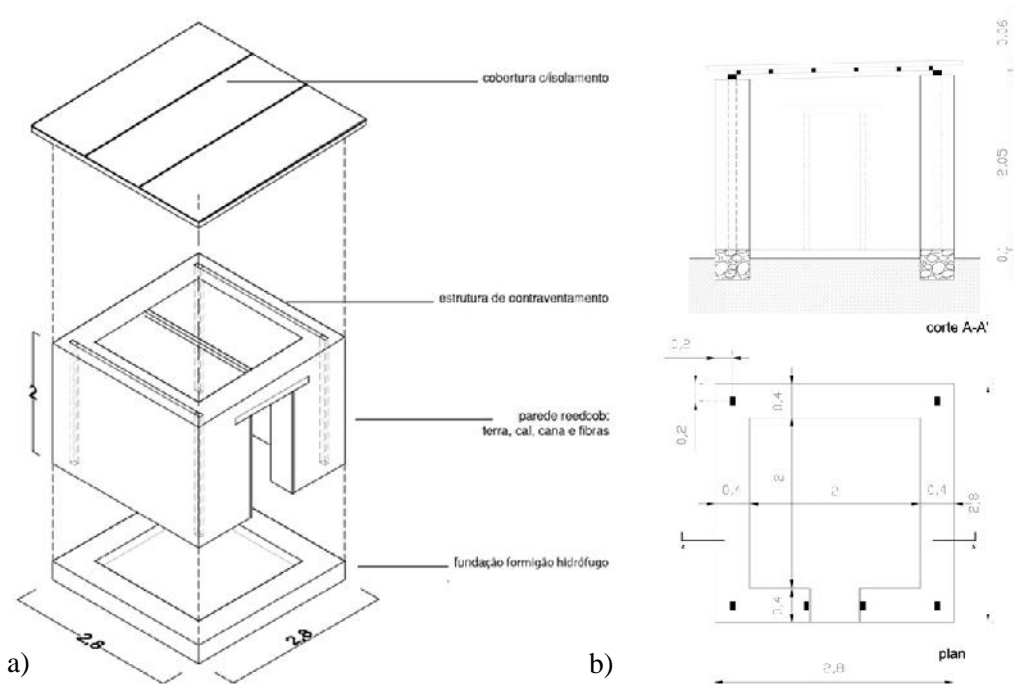 cobertura c/isolamento
estrutura de contraventamento
2
parede reedcob:
terra, cal, cana e fibras
fundação formigão hidrófugo
2,8
2,8
a)
2,05
corte A-A'
0,2
0,4
0,2
2
0,4
2
0,4
2,8
0,4
plan
2,8
b)